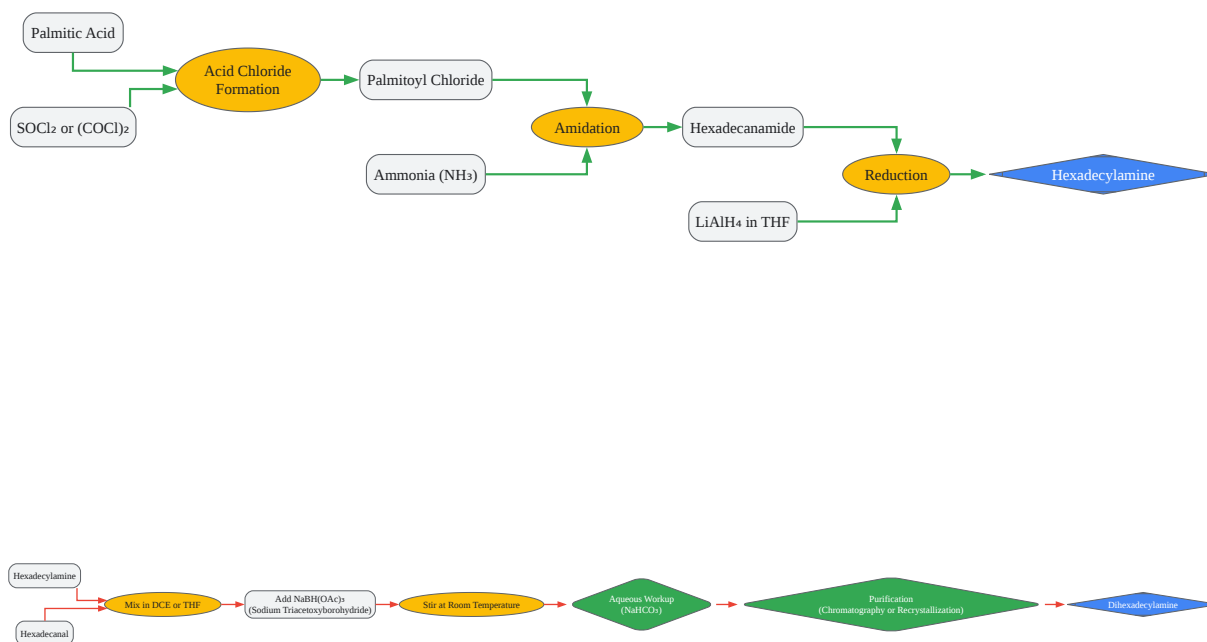 Palmitic Acid
SOCl₂ or (COCl)₂
Acid Chloride
Formation
Palmitoyl Chloride
Ammonia (NH₃)
Amidation
Hexadecanamide
LiAlH₄ in THF
Reduction
Hexadecylamine
Hexadecylamine
Hexadecanal
Mix in DCE or THF
Add NaBH(OAc)₃
(Sodium Triacetoxyborohydride)
Stir at Room Temperature
Aqueous Workup
(NaHCO₃)
Purification
(Chromatography or Recrystallization)
Dihexadecylamine